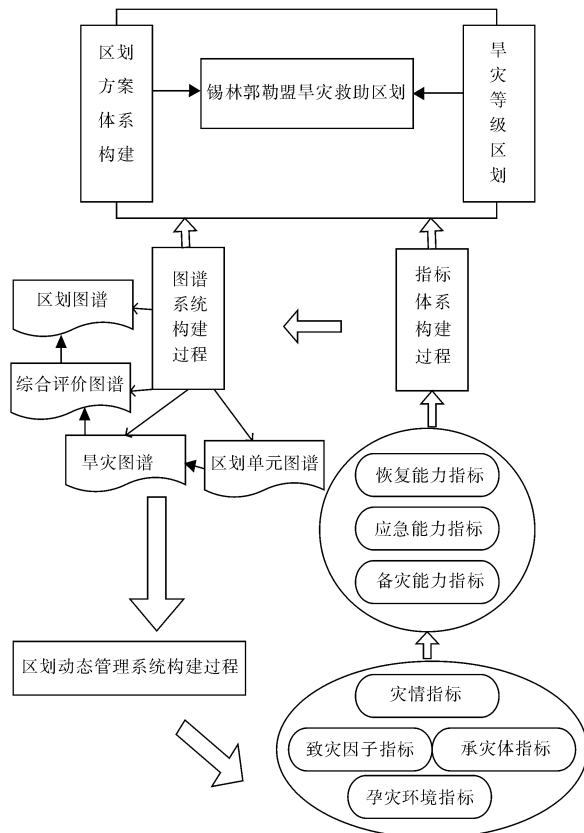 区划方案体系构建
锡林郭勒盟旱灾救助区划
旱灾等级区划
图谱系统构建过程
指标体系构建过程
区划图谱
综合评价图谱
旱灾图谱
区划单元图谱
恢复能力指标
应急能力指标
备灾能力指标
区划动态管理系统构建过程
灾情指标
致灾因子指标
承灾体指标
孕灾环境指标